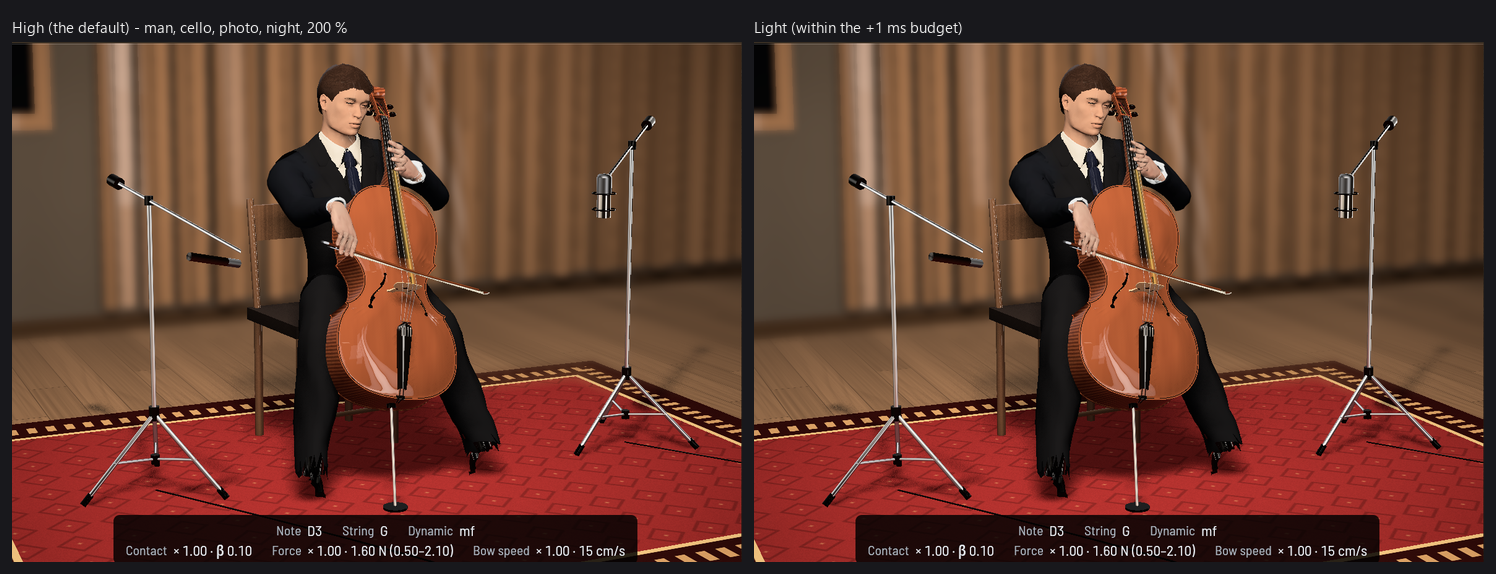 High (the default) - man, cello, photo, night, 200 %
Light (within the +1 ms budget)
Note D3 String G Dynamic mf
Contact × 1.00 · β 0.10 Force × 1.00 · 1.60 N (0.50–2.10) Bow speed × 1.00 · 15 cm/s
Note D3 String G Dynamic mf
Contact × 1.00 · β 0.10 Force × 1.00 · 1.60 N (0.50–2.10) Bow speed × 1.00 · 15 cm/s